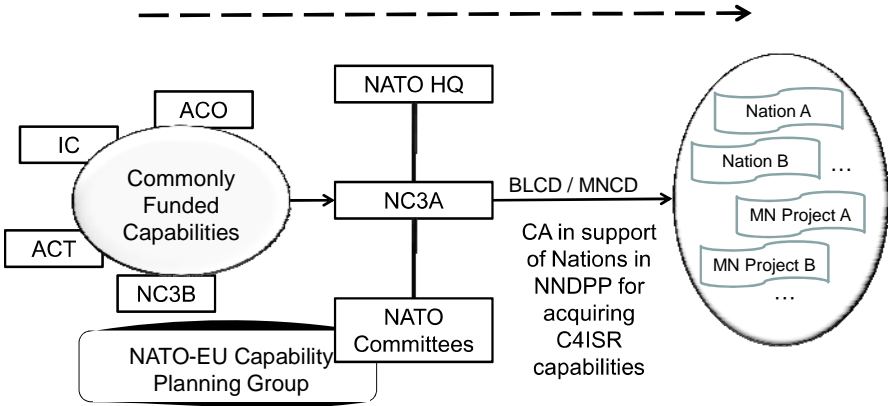 ACO
IC
Commonly
Funded
Capabilities
ACT
NC3B
NATO-EU Capability
Planning Group
NATO HQ
NC3A
NATO
Committees
BLCD / MNCD
CA in support
of Nations in
NNDPP for
acquiring
C4ISR
capabilities
Nation A
Nation B
...
MN Project A
MN Project B
...